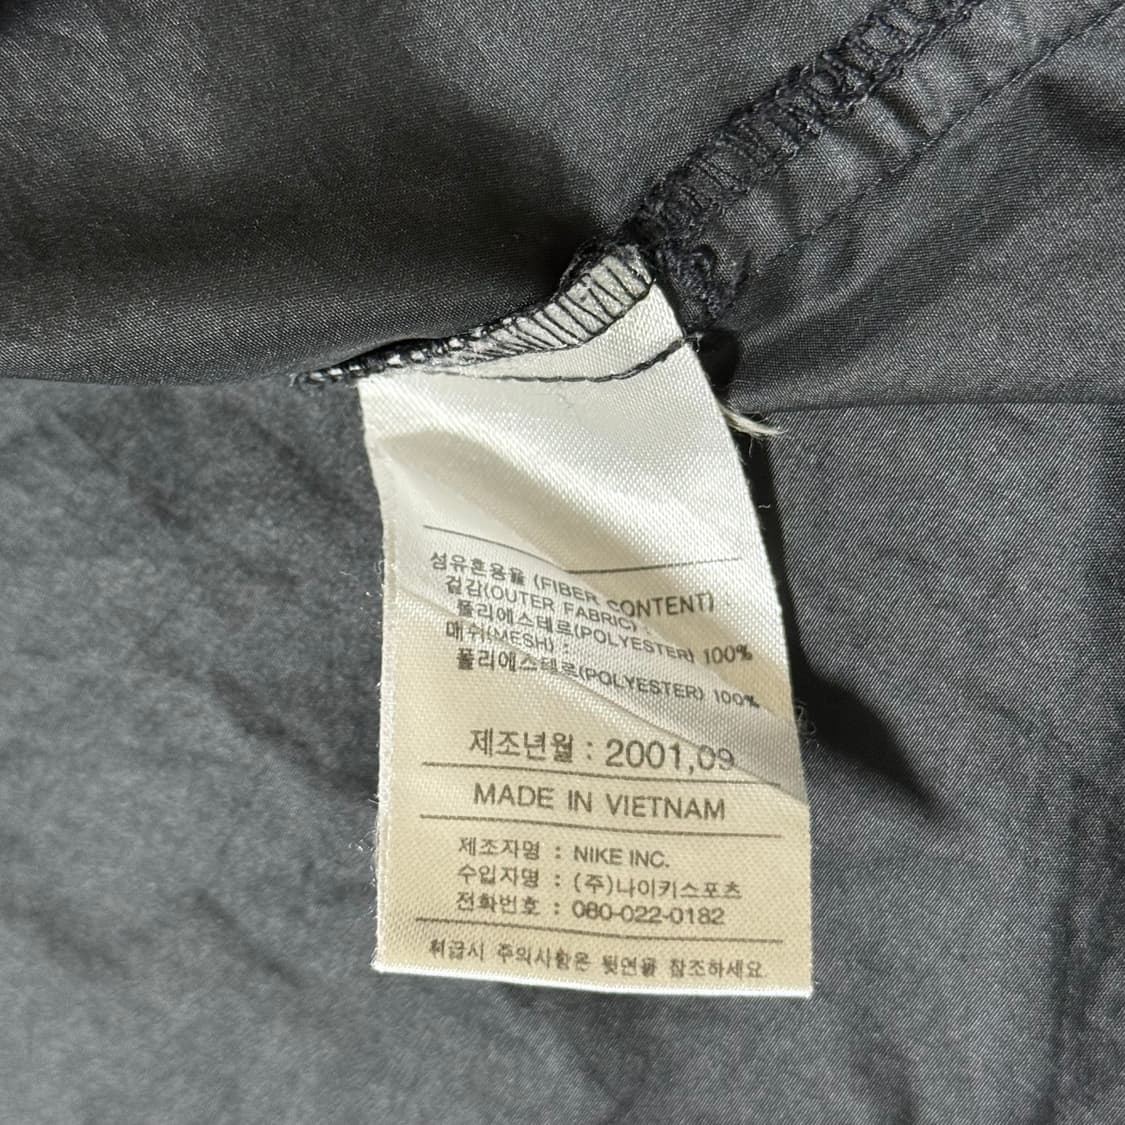 섬유혼용율 (FIBER CONTENT)
겉감(OUTER FABRIC) :
폴리에스테르(POLYESTER) 100%
매쉬(MESH) :
폴리에스테르(POLYESTER) 100%
제조년월 : 2001,09
MADE IN VIETNAM
제조자명 : NIKE INC.
수입자명 : (주)나이키스포츠
전화번호 : 080-022-0182
취급시 주의사항은 뒷면을 참조하세요